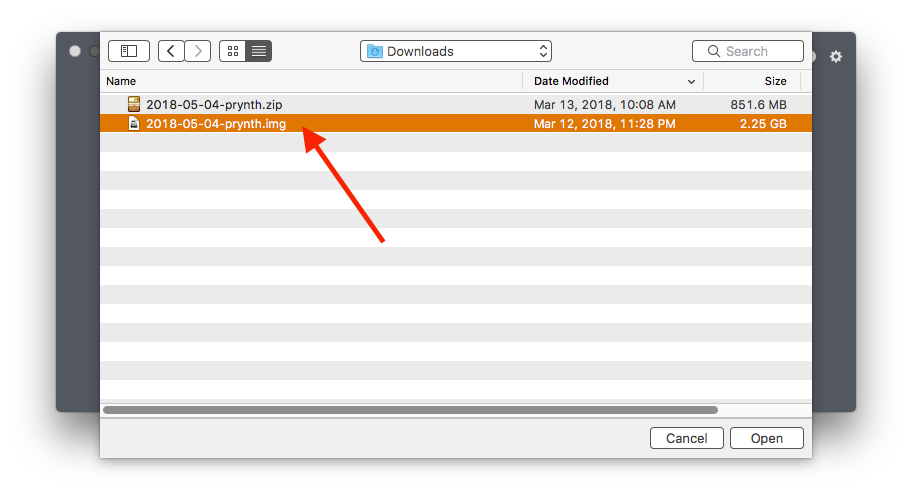 Downloads
Search
Name Date Modified Size
2018-05-04-prynth.zip Mar 13, 2018, 10:08 AM 851.6 MB
2018-05-04-prynth.img Mar 12, 2018, 11:28 PM 2.25 GB
Cancel Open